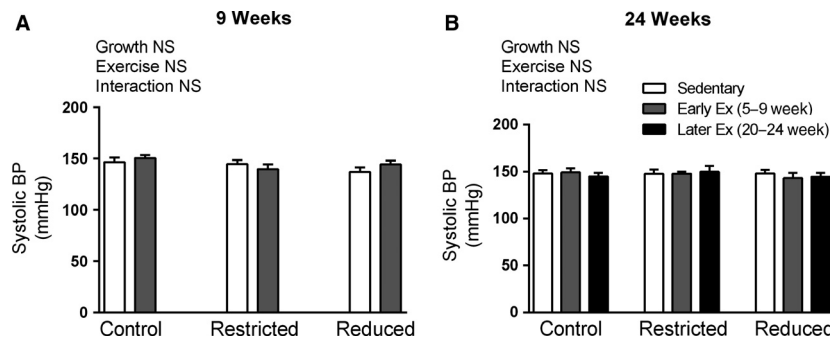 A
9 Weeks
Growth NS
Exercise NS
Interaction NS
200
150
100
50
0
Systolic BP
(mmHg)
Control
Restricted
Reduced
B
24 Weeks
Growth NS
Exercise NS
Interaction NS
Sedentary
Early Ex (5–9 week)
Later Ex (20–24 week)
200
150
100
50
0
Systolic BP
(mmHg)
Control
Restricted
Reduced